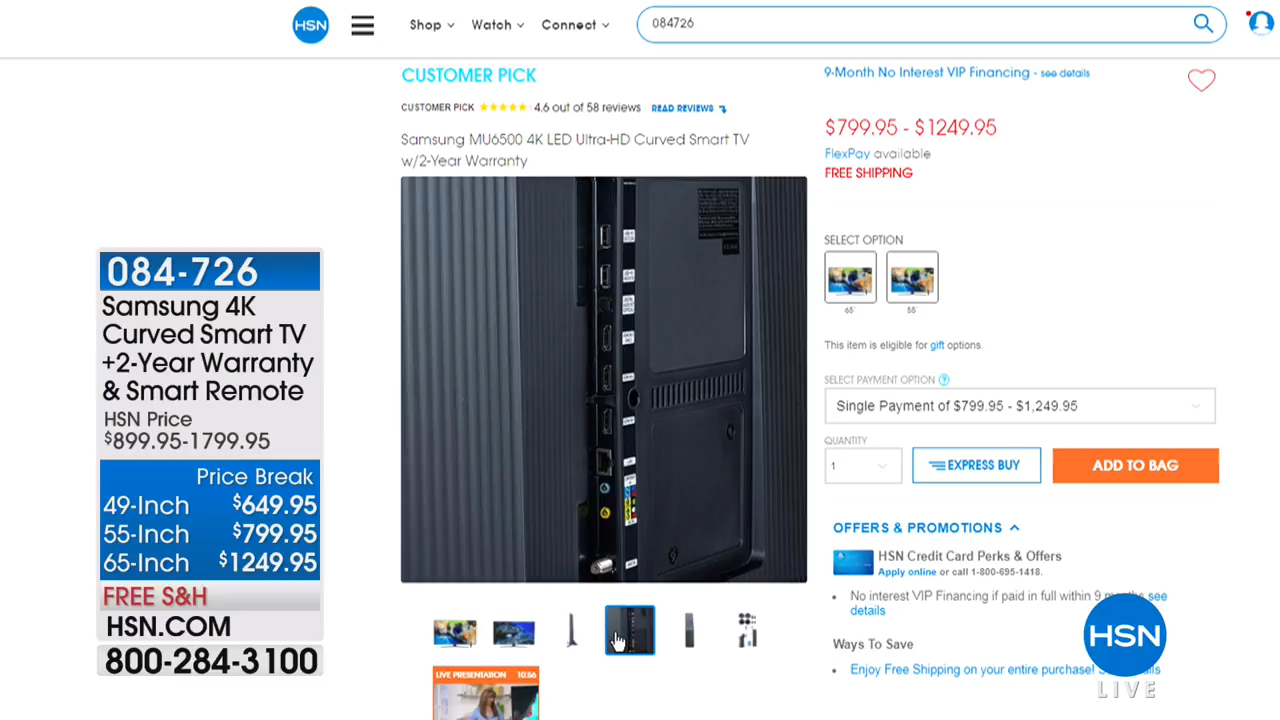 HSN
Shop
Watch
Connect
084726
CUSTOMER PICK
CUSTOMER PICK 4.6 out of 58 reviews READ REVIEWS
Samsung MU6500 4K LED Ultra-HD Curved Smart TV
w/2-Year Warranty
9-Month No Interest VIP Financing - see details
$799.95 - $1249.95
FlexPay available
FREE SHIPPING
SELECT OPTION
65"
55"
This item is eligible for gift options.
SELECT PAYMENT OPTION ?
Single Payment of $799.95 - $1,249.95
QUANTITY
1
EXPRESS BUY
ADD TO BAG
OFFERS & PROMOTIONS
HSN Credit Card Perks & Offers
Apply online or call 1-800-695-1418.
No interest VIP Financing if paid in full within 9 months. see
details
Ways To Save
Enjoy Free Shipping on your entire purchase!
084-726
Samsung 4K
Curved Smart TV
+2-Year Warranty
& Smart Remote
HSN Price
$899.95-1799.95
Price Break
49-Inch $649.95
55-Inch $799.95
65-Inch $1249.95
FREE S&H
HSN.COM
800-284-3100
LIVE PRESENTATION 10:56
HSN
LIVE